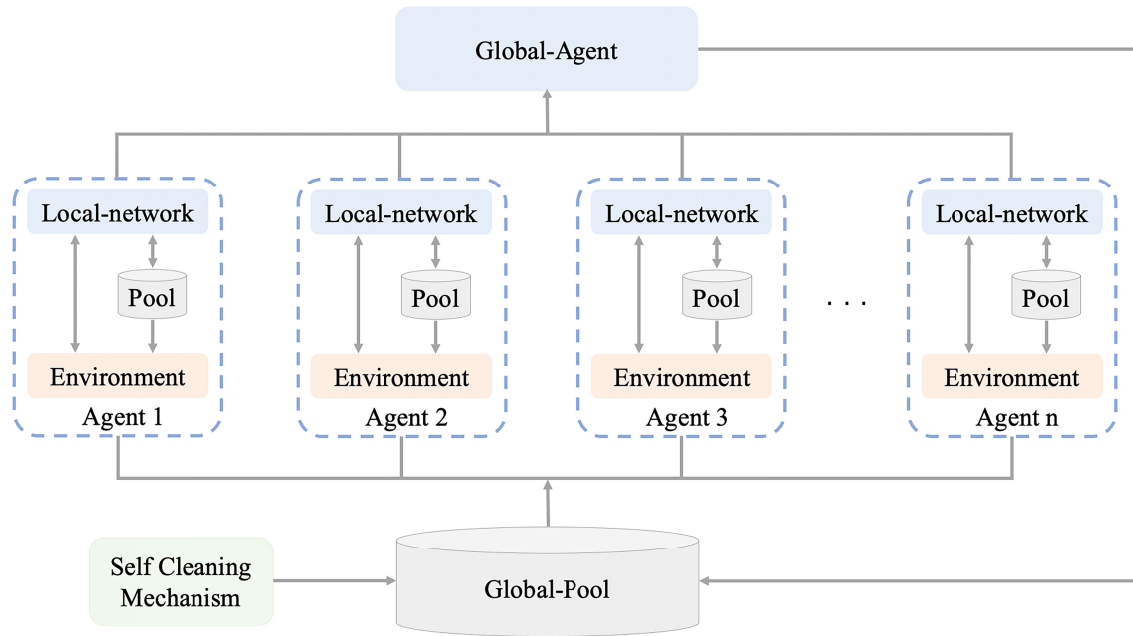 Global-Agent
Local-network
Pool
Environment
Agent 1
Local-network
Pool
Environment
Agent 2
Local-network
Pool
Environment
Agent 3
. . .
Local-network
Pool
Environment
Agent n
Self Cleaning
Mechanism
Global-Pool